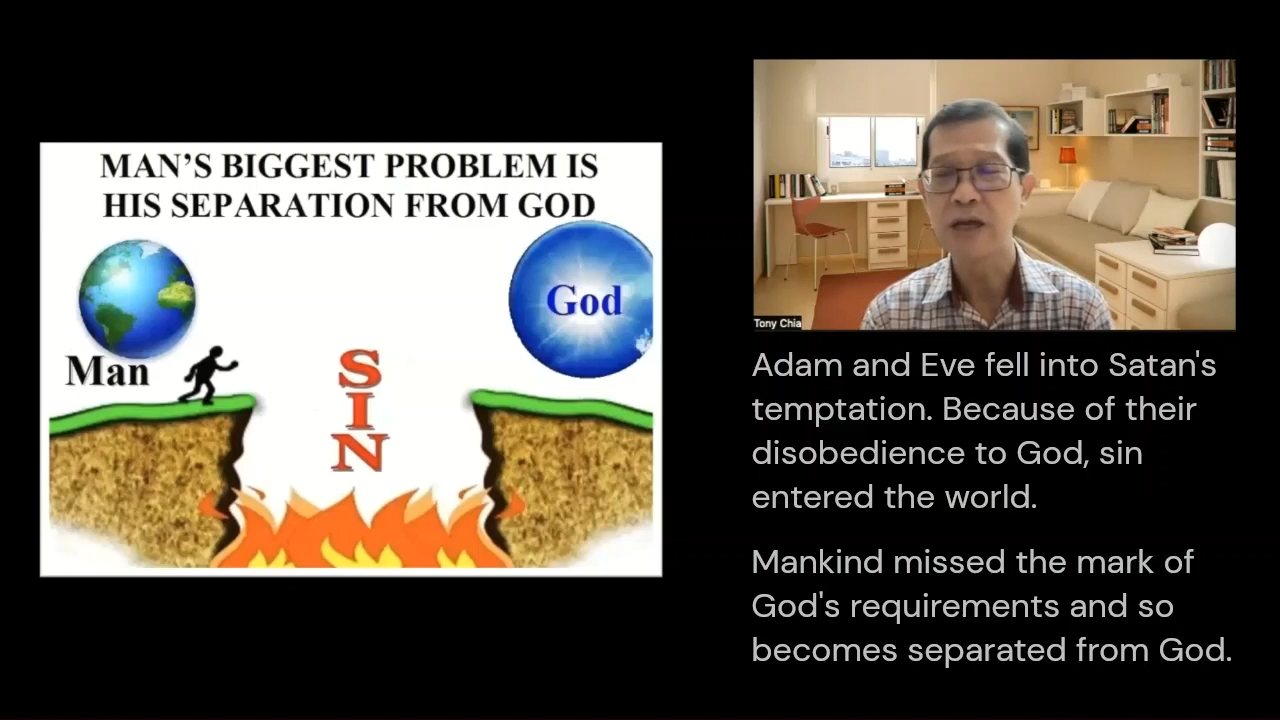 MAN'S BIGGEST PROBLEM IS
HIS SEPARATION FROM GOD
God
Man
SIN
Tony Chia
Adam and Eve fell into Satan's
temptation. Because of their
disobedience to God, sin
entered the world.
Mankind missed the mark of
God's requirements and so
becomes separated from God.